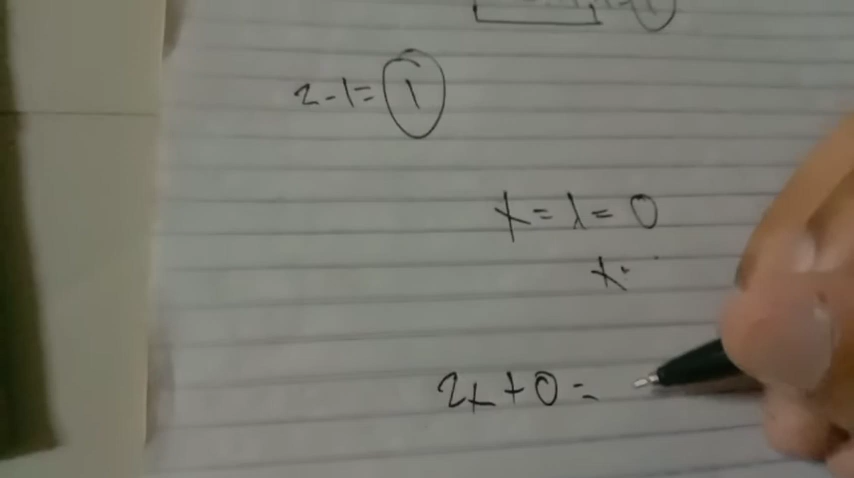 2-1=1
x=1=0
x.
2x+0=